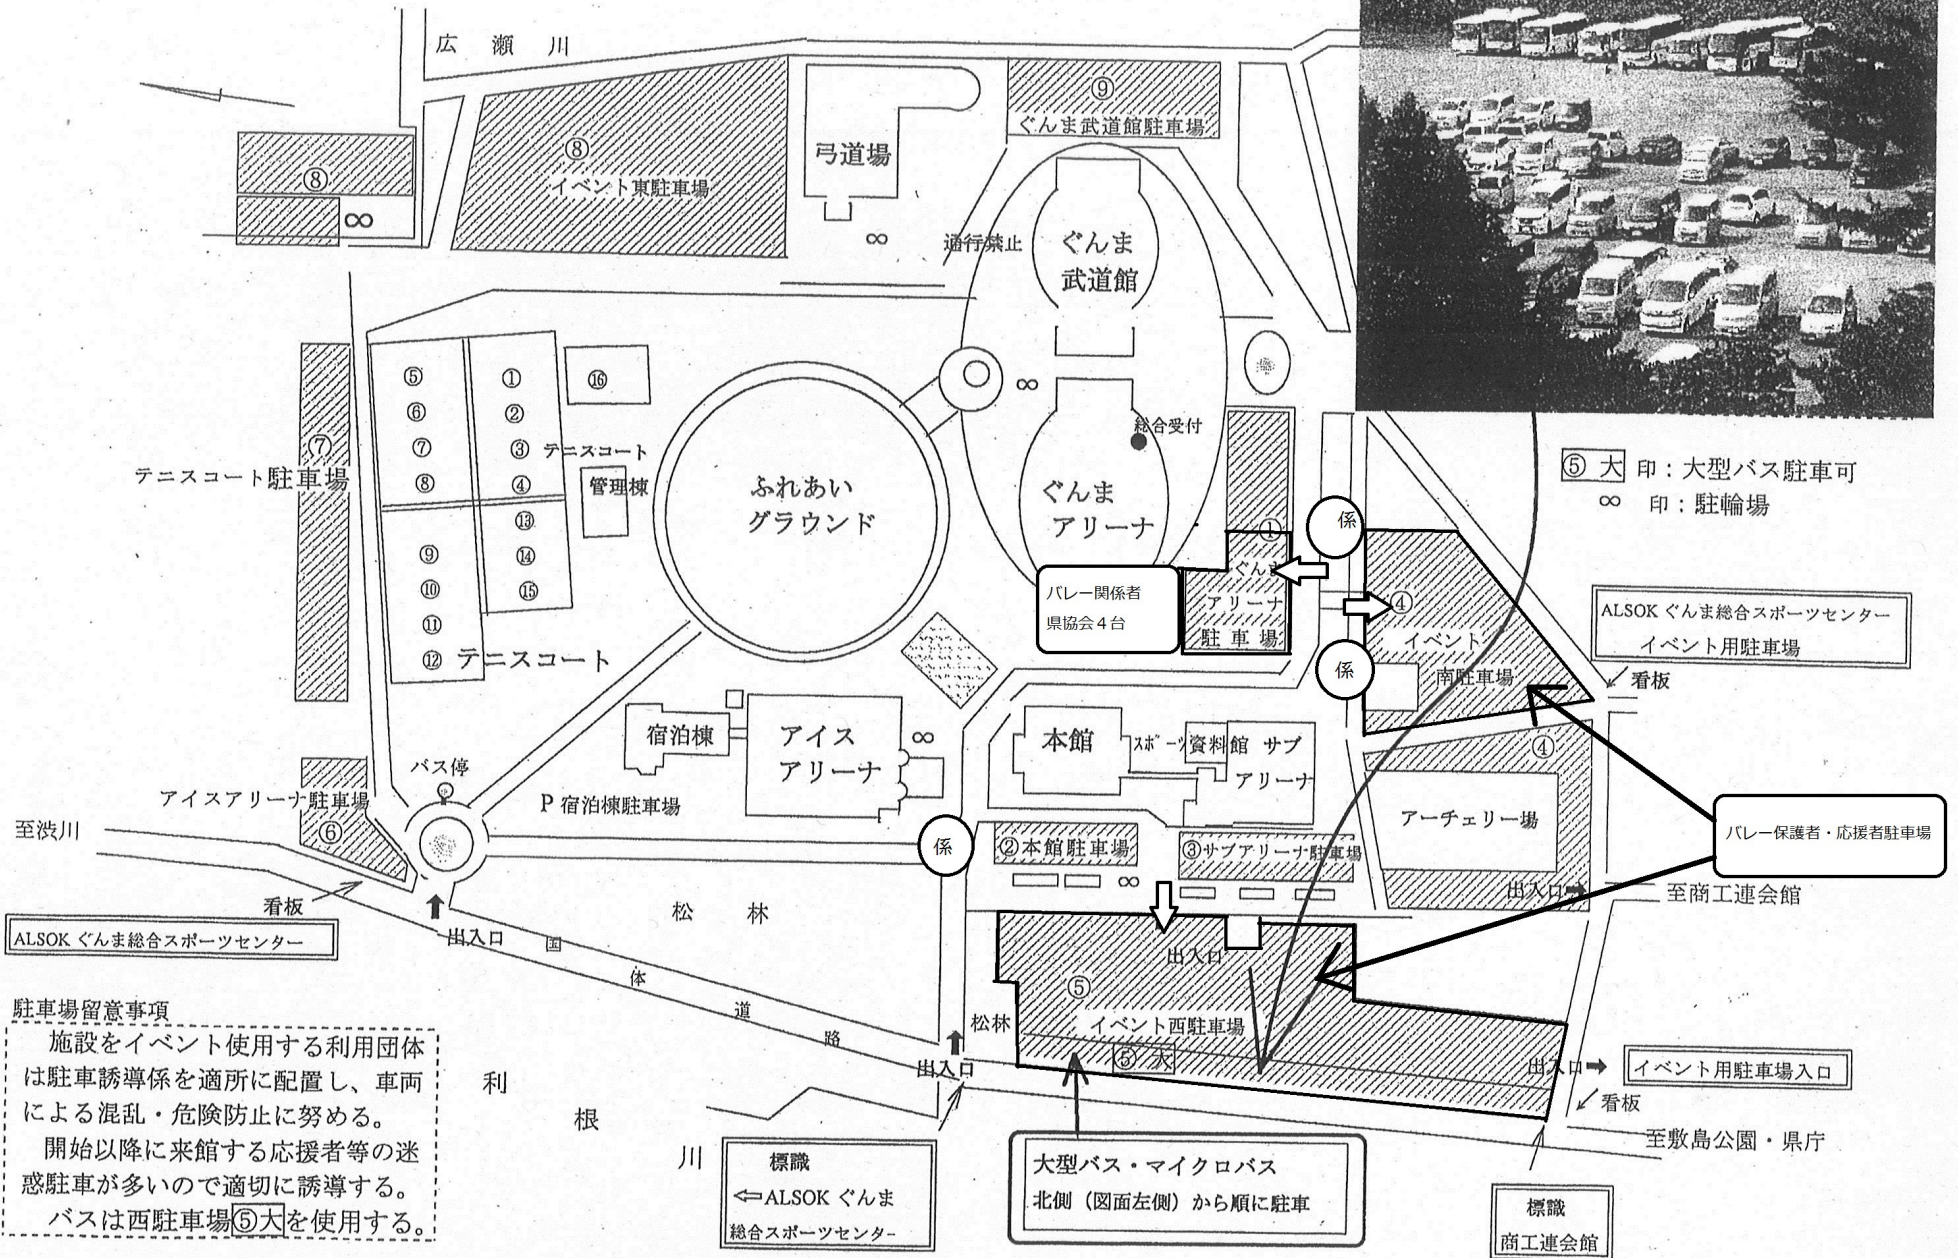 広瀬川
⑧
∞
⑧
イベント東駐車場
弓道場
∞
⑨
ぐんま武道館駐車場
通行禁止
ぐんま
武道館
∞
総合受付
ぐんま
アリーナ
⑤
⑥
⑦
⑧
①
②
③
④
⑯
⑬
⑭
⑮
⑨
⑩
⑪
⑫
テニスコート
テニスコート
管理棟
⑦
テニスコート駐車場
ふれあい
グラウンド
⑤大 印：大型バス駐車可
∞ 印：駐輪場
係
①
ぐんま
アリーナ
駐車場
バレー関係者
県協会４台
④
イベント
南駐車場
係
ALSOKぐんま総合スポーツセンター
イベント用駐車場
看板
④
アーチェリー場
バレー保護者・応援者駐車場
宿泊棟
アイス
アリーナ
∞
本館
スポーツ資料館
サブ
アリーナ
バス停
アイスアリーナ駐車場
⑥
P 宿泊棟駐車場
至渋川
係
②本館駐車場
③サブアリーナ駐車場
∞
出入口
至商工連会館
看板
ALSOKぐんま総合スポーツセンター
出入口
国体道路
松林
出入口
⑤
イベント西駐車場
⑤大
松林
出入口
出入口
イベント用駐車場入口
看板
至敷島公園・県庁
利根川
駐車場留意事項
施設をイベント使用する利用団体
は駐車誘導係を適所に配置し、車両
による混乱・危険防止に努める。
開始以降に来館する応援者等の迷
惑駐車が多いので適切に誘導する。
バスは西駐車場⑤大を使用する。
標識
⇐ALSOKぐんま
総合スポーツセンター
大型バス・マイクロバス
北側（図面左側）から順に駐車
標識
商工連会館